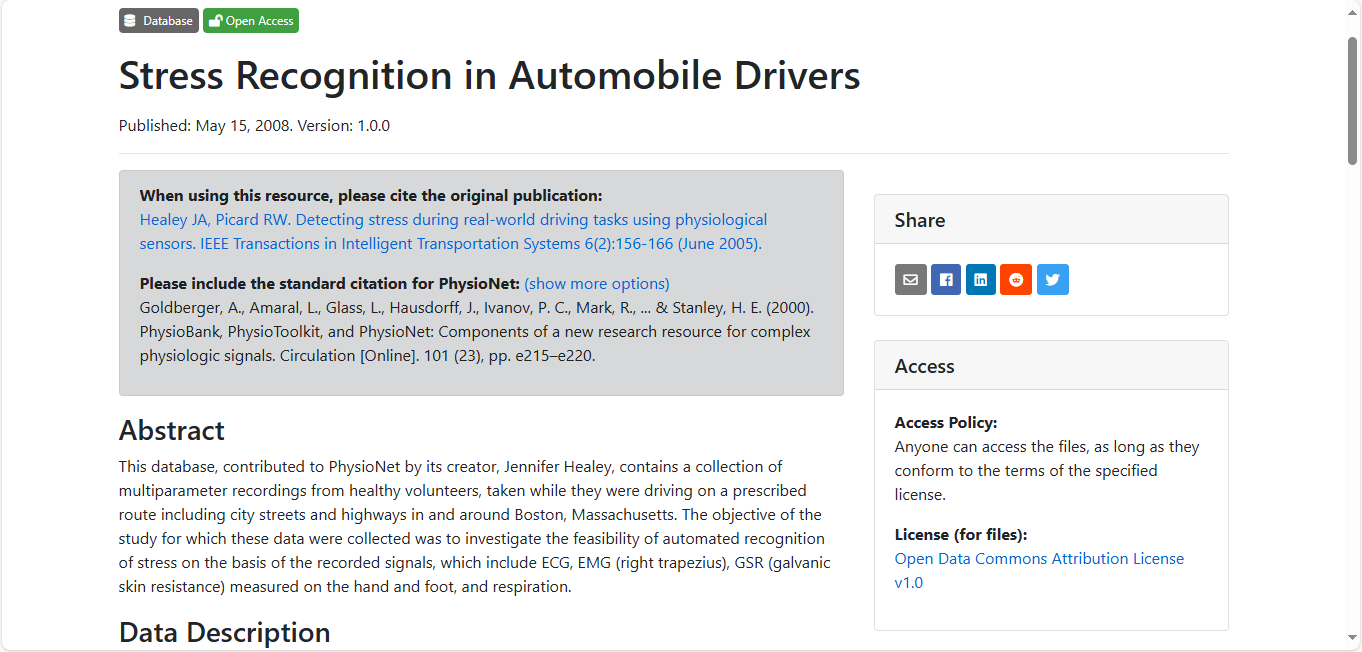 Database Open Access
Stress Recognition in Automobile Drivers
Published: May 15, 2008. Version: 1.0.0
When using this resource, please cite the original publication:
Healey JA, Picard RW. Detecting stress during real-world driving tasks using physiological
sensors. IEEE Transactions in Intelligent Transportation Systems 6(2):156-166 (June 2005).
Please include the standard citation for PhysioNet: (show more options)
Goldberger, A., Amaral, L., Glass, L., Hausdorff, J., Ivanov, P. C., Mark, R., ... & Stanley, H. E. (2000).
PhysioBank, PhysioToolkit, and PhysioNet: Components of a new research resource for complex
physiologic signals. Circulation [Online]. 101 (23), pp. e215–e220.
Abstract
This database, contributed to PhysioNet by its creator, Jennifer Healey, contains a collection of
multiparameter recordings from healthy volunteers, taken while they were driving on a prescribed
route including city streets and highways in and around Boston, Massachusetts. The objective of the
study for which these data were collected was to investigate the feasibility of automated recognition
of stress on the basis of the recorded signals, which include ECG, EMG (right trapezius), GSR (galvanic
skin resistance) measured on the hand and foot, and respiration.
Data Description
Share
in
Access
Access Policy:
Anyone can access the files, as long as they
conform to the terms of the specified
license.
License (for files):
Open Data Commons Attribution License
v1.0